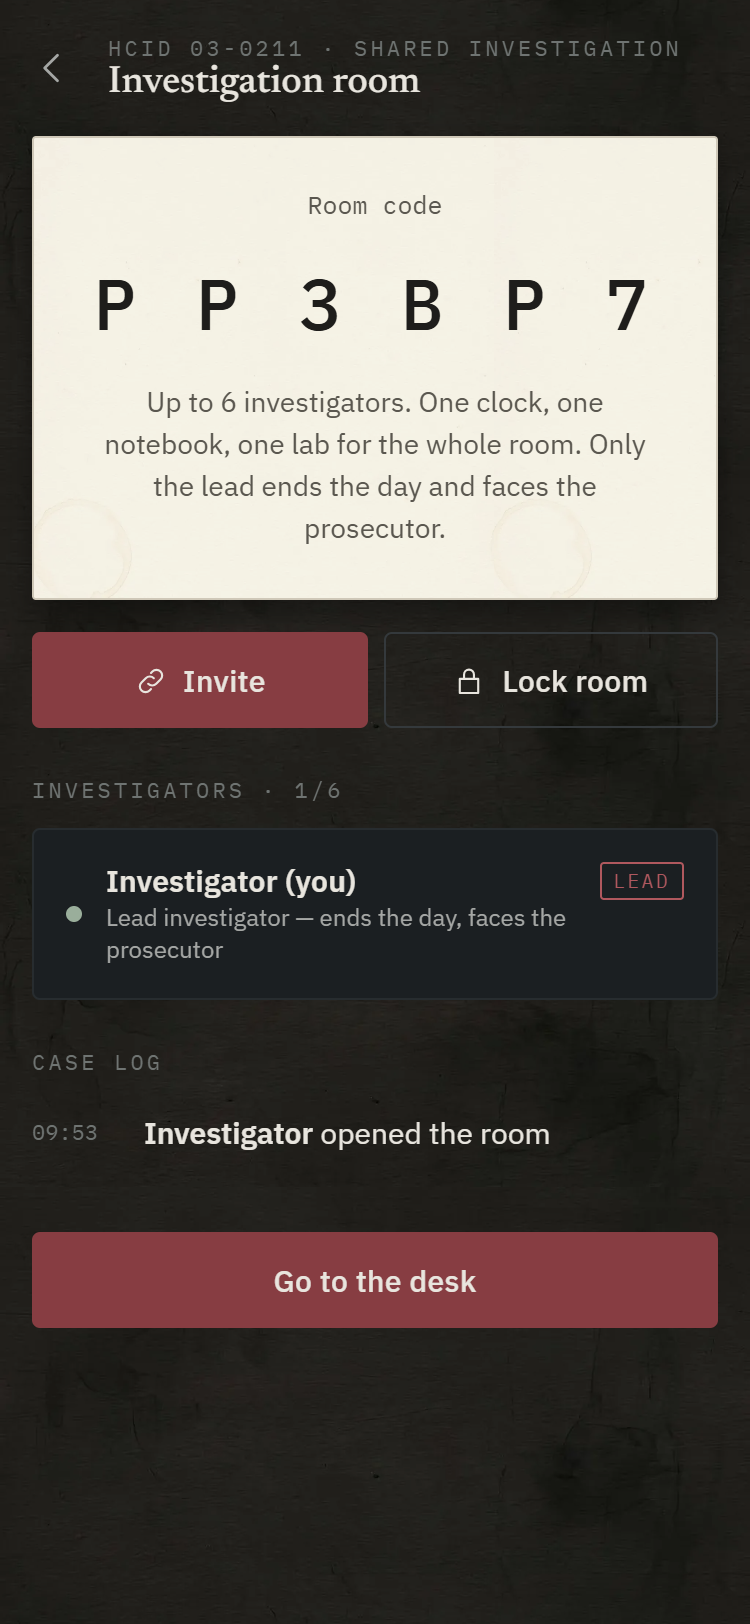 HCID 03-0211 · SHARED INVESTIGATION
Investigation room
Room code
P P 3 B P 7
Up to 6 investigators. One clock, one
notebook, one lab for the whole room. Only
the lead ends the day and faces the
prosecutor.
Invite
Lock room
INVESTIGATORS · 1/6
Investigator (you)
LEAD
Lead investigator — ends the day, faces the
prosecutor
CASE LOG
09:53 Investigator opened the room
Go to the desk